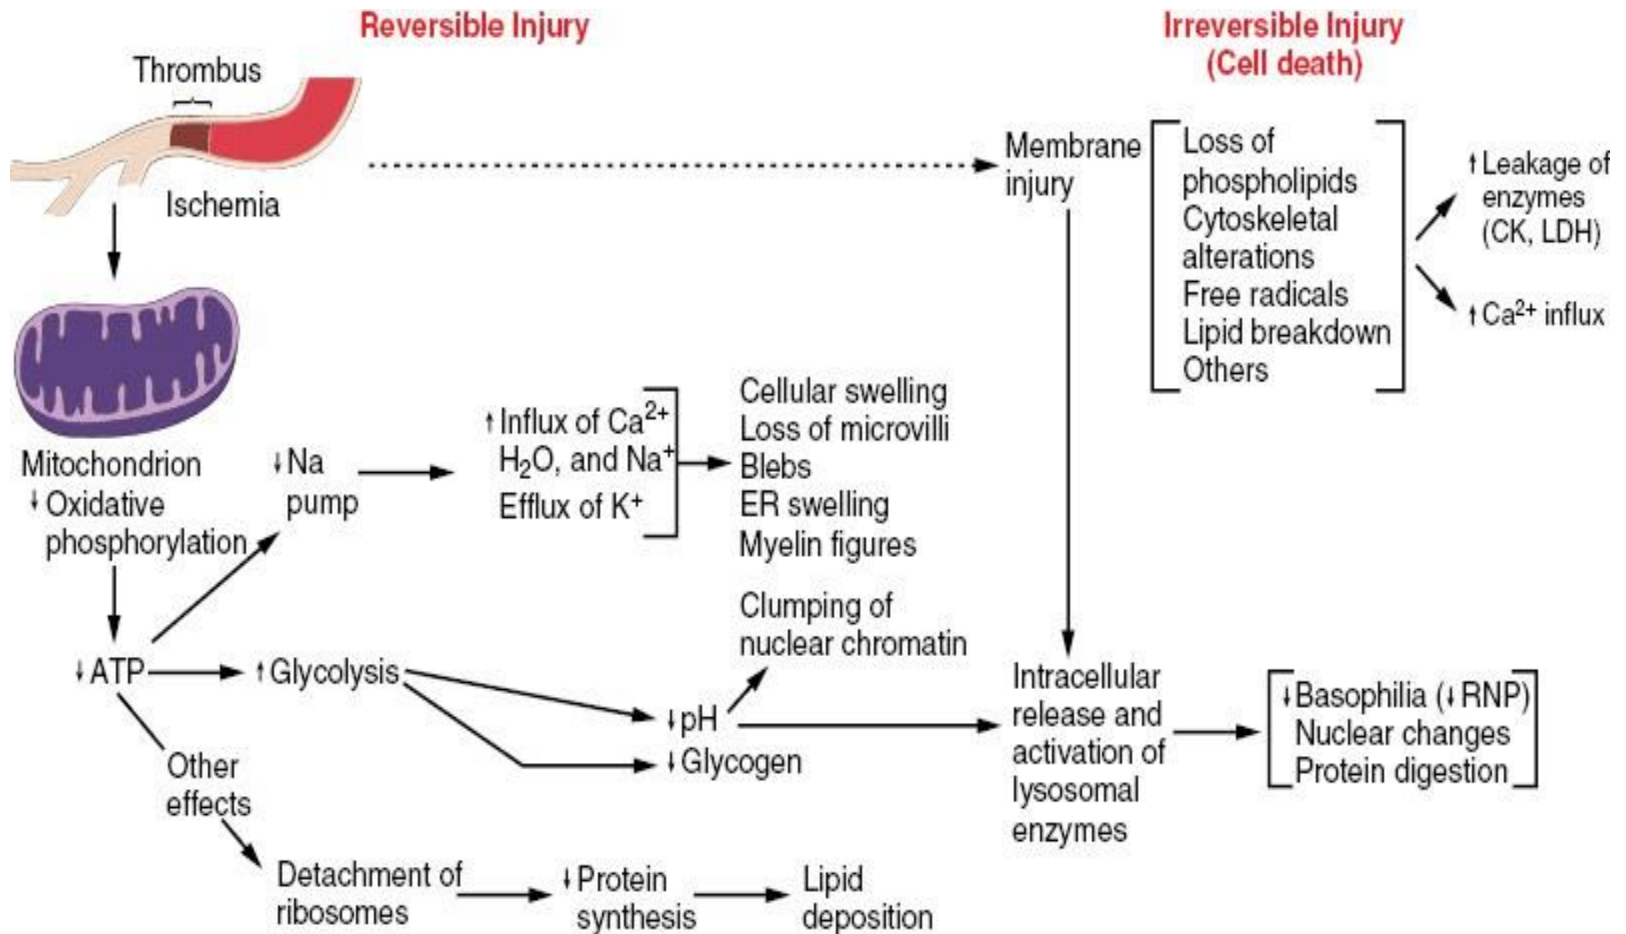 Reversible Injury
Irreversible Injury
(Cell death)
Thrombus
Ischemia
Membrane
injury
Loss of
phospholipids
Cytoskeletal
alterations
Free radicals
Lipid breakdown
Others
↑ Leakage of
enzymes
(CK, LDH)
↑ Ca²⁺ influx
Mitochondrion
↓ Oxidative
phosphorylation
↓ Na
pump
↑ Influx of Ca²⁺
H₂O, and Na⁺
Efflux of K⁺
Cellular swelling
Loss of microvilli
Blebs
ER swelling
Myelin figures
Clumping of
nuclear chromatin
↓ ATP
↑ Glycolysis
↓ pH
↓ Glycogen
Intracellular
release and
activation of
lysosomal
enzymes
↓ Basophilia (↓ RNP)
Nuclear changes
Protein digestion
Other
effects
Detachment of
ribosomes
↓ Protein
synthesis
Lipid
deposition